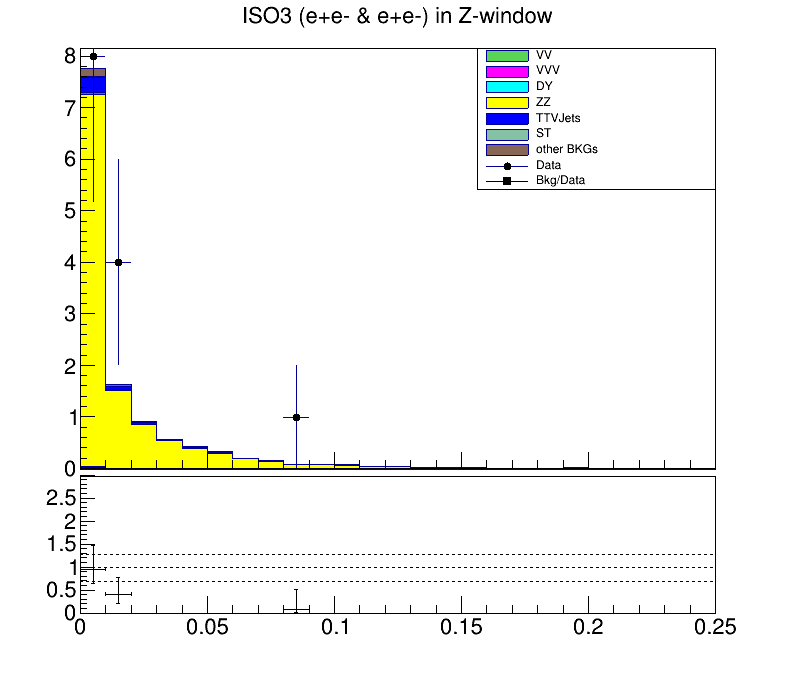 ISO3 (e+e- & e+e-) in Z-window
8
7
6
5
4
3
2
1
0
VV
VVV
DY
ZZ
TTVJets
ST
other BKGs
Data
Bkg/Data
2.5
2
1.5
1
0.5
0
0 0.05 0.1 0.15 0.2 0.25